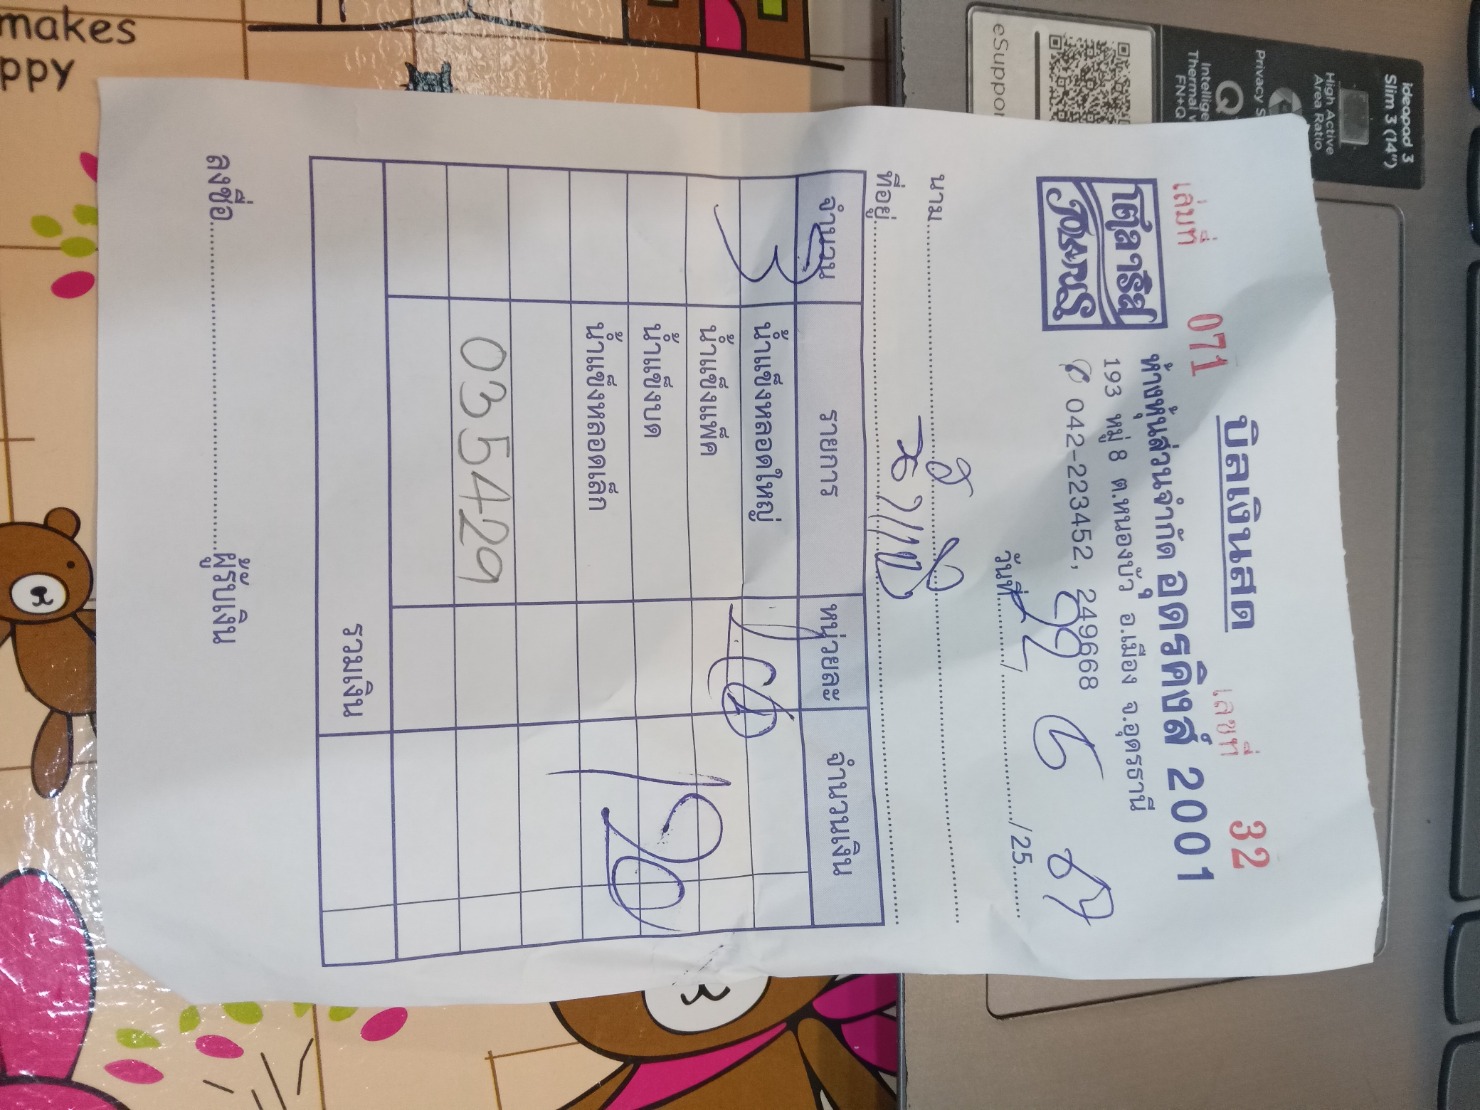 makes
ppy
ideapad 3
Slim 3 (14")
High Active
Area Ratio
Privacy S
Intellige
Thermal
FN+Q
eSuppor
เล่มที่ 071
บิลเงินสด
เลขที่ 32
โตลาริส
ห้างหุ้นส่วนจำกัด อุดรคิงส์ 2001
193 หมู่ 8 ต.หนองบัว อ.เมือง จ.อุดรธานี
042-223452, 249668
วันที่ 22 / 6 /25 67
นาม
ที่อยู่
จำนวน รายการ หน่วยละ จำนวนเงิน
3 น้ำแข็งหลอดใหญ่
น้ำแข็งแพ็ค
120
น้ำแข็งบด
น้ำแข็งหลอดเล็ก
035429
รวมเงิน
ลงชื่อ ผู้รับเงิน